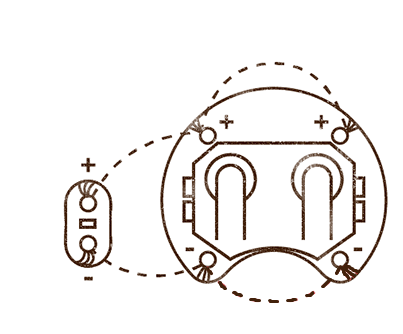 + +
+
- -
-